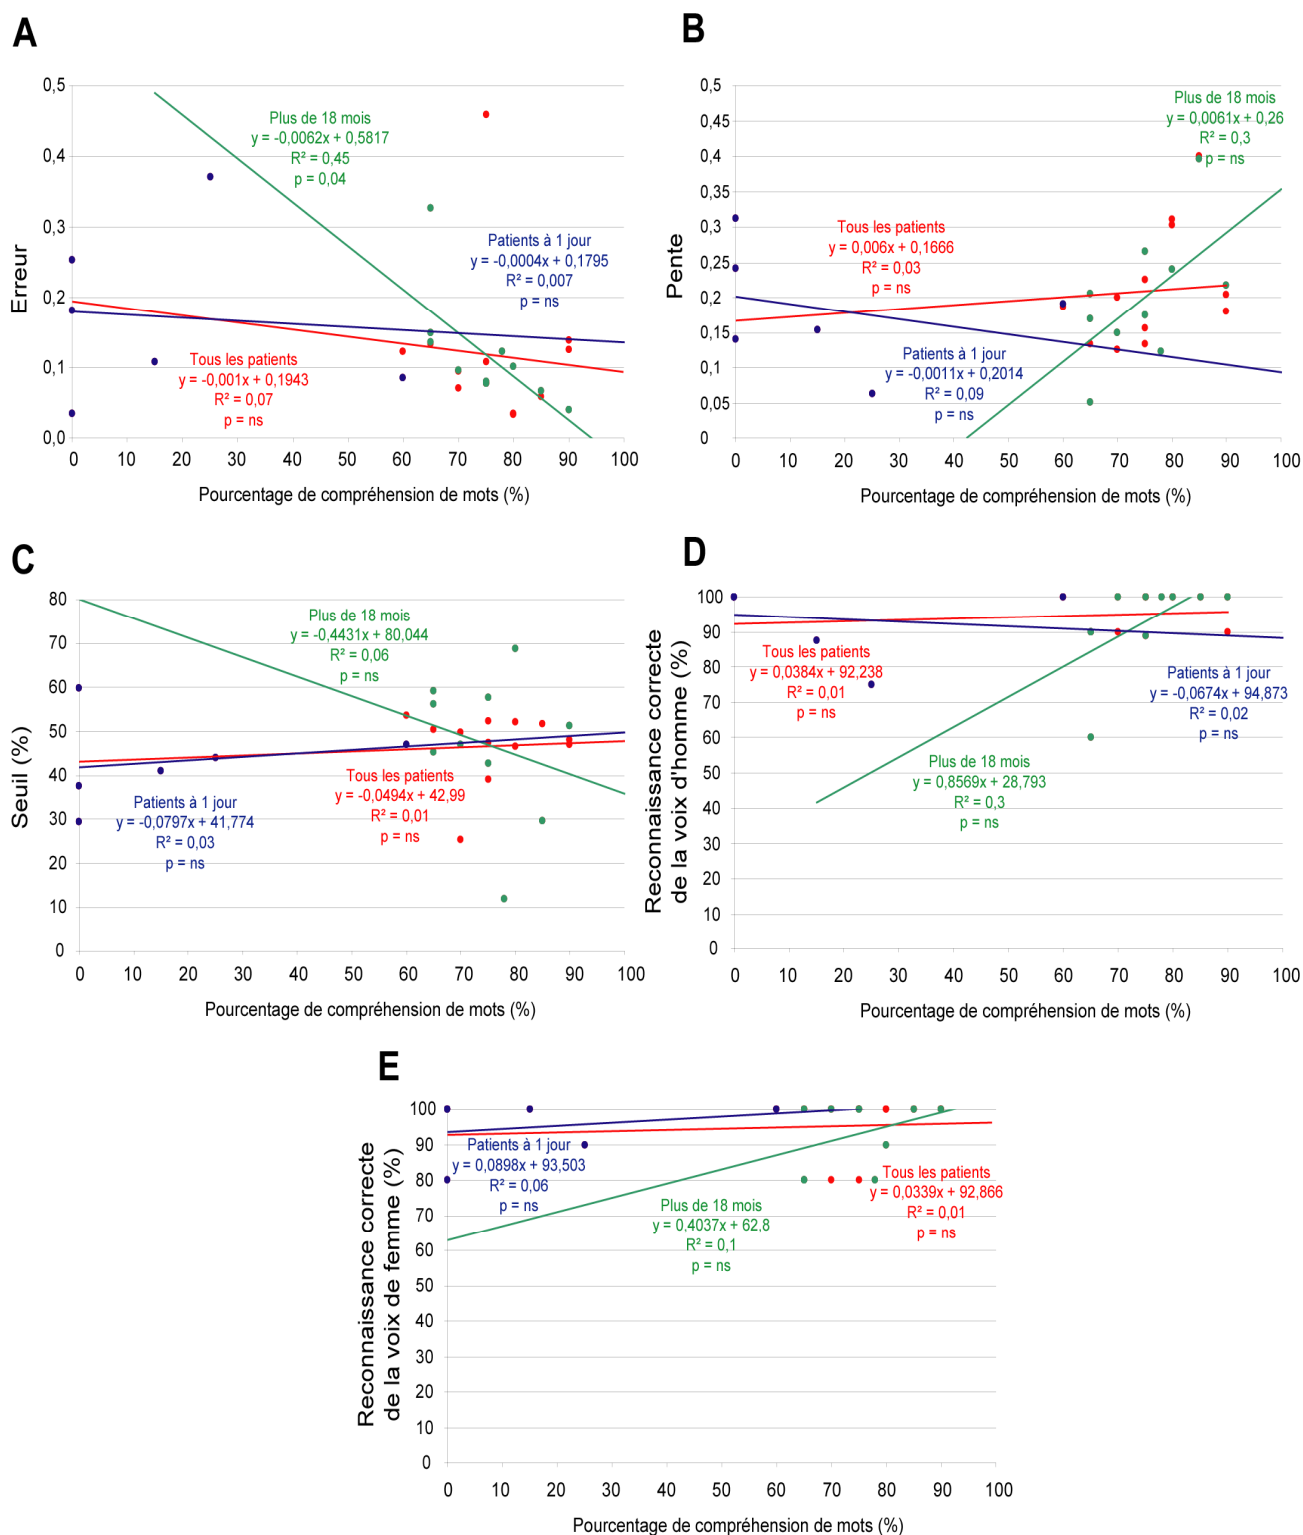 A
0,5
0,4
0,3
0,2
0,1
0,0
Erreur
Plus de 18 mois
y = -0,0062x + 0,5817
R² = 0,45
p = 0,04
Patients à 1 jour
y = -0,0004x + 0,1795
R² = 0,007
p = ns
Tous les patients
y = -0,001x + 0,1943
R² = 0,07
p = ns
0 10 20 30 40 50 60 70 80 90 100
Pourcentage de compréhension de mots (%)
B
0,5
0,45
0,4
0,35
0,3
0,25
0,2
0,15
0,1
0,05
0
Pente
Plus de 18 mois
y = 0,0061x + 0,26
R² = 0,3
p = ns
Tous les patients
y = 0,006x + 0,1666
R² = 0,03
p = ns
Patients à 1 jour
y = -0,0011x + 0,2014
R² = 0,09
p = ns
0 10 20 30 40 50 60 70 80 90 100
Pourcentage de compréhension de mots (%)
C
80
70
60
50
40
30
20
10
0
Seuil (%)
Plus de 18 mois
y = -0,4431x + 80,044
R² = 0,06
p = ns
Tous les patients
y = -0,0494x + 42,99
R² = 0,01
p = ns
Patients à 1 jour
y = -0,0797x + 41,774
R² = 0,03
p = ns
0 10 20 30 40 50 60 70 80 90 100
Pourcentage de compréhension de mots (%)
D
100
90
80
70
60
50
40
30
20
10
0
Reconnaissance correcte
de la voix d'homme (%)
Tous les patients
y = 0,0384x + 92,238
R² = 0,01
p = ns
Patients à 1 jour
y = -0,0674x + 94,873
R² = 0,02
p = ns
Plus de 18 mois
y = 0,8569x + 28,793
R² = 0,3
p = ns
0 10 20 30 40 50 60 70 80 90 100
Pourcentage de compréhension de mots (%)
E
100
90
80
70
60
50
40
30
20
10
0
Reconnaissance correcte
de la voix de femme (%)
Patients à 1 jour
y = 0,0898x + 93,503
R² = 0,06
p = ns
Tous les patients
y = 0,0339x + 92,866
R² = 0,01
p = ns
Plus de 18 mois
y = 0,4037x + 62,8
R² = 0,1
p = ns
0 10 20 30 40 50 60 70 80 90 100
Pourcentage de compréhension de mots (%)